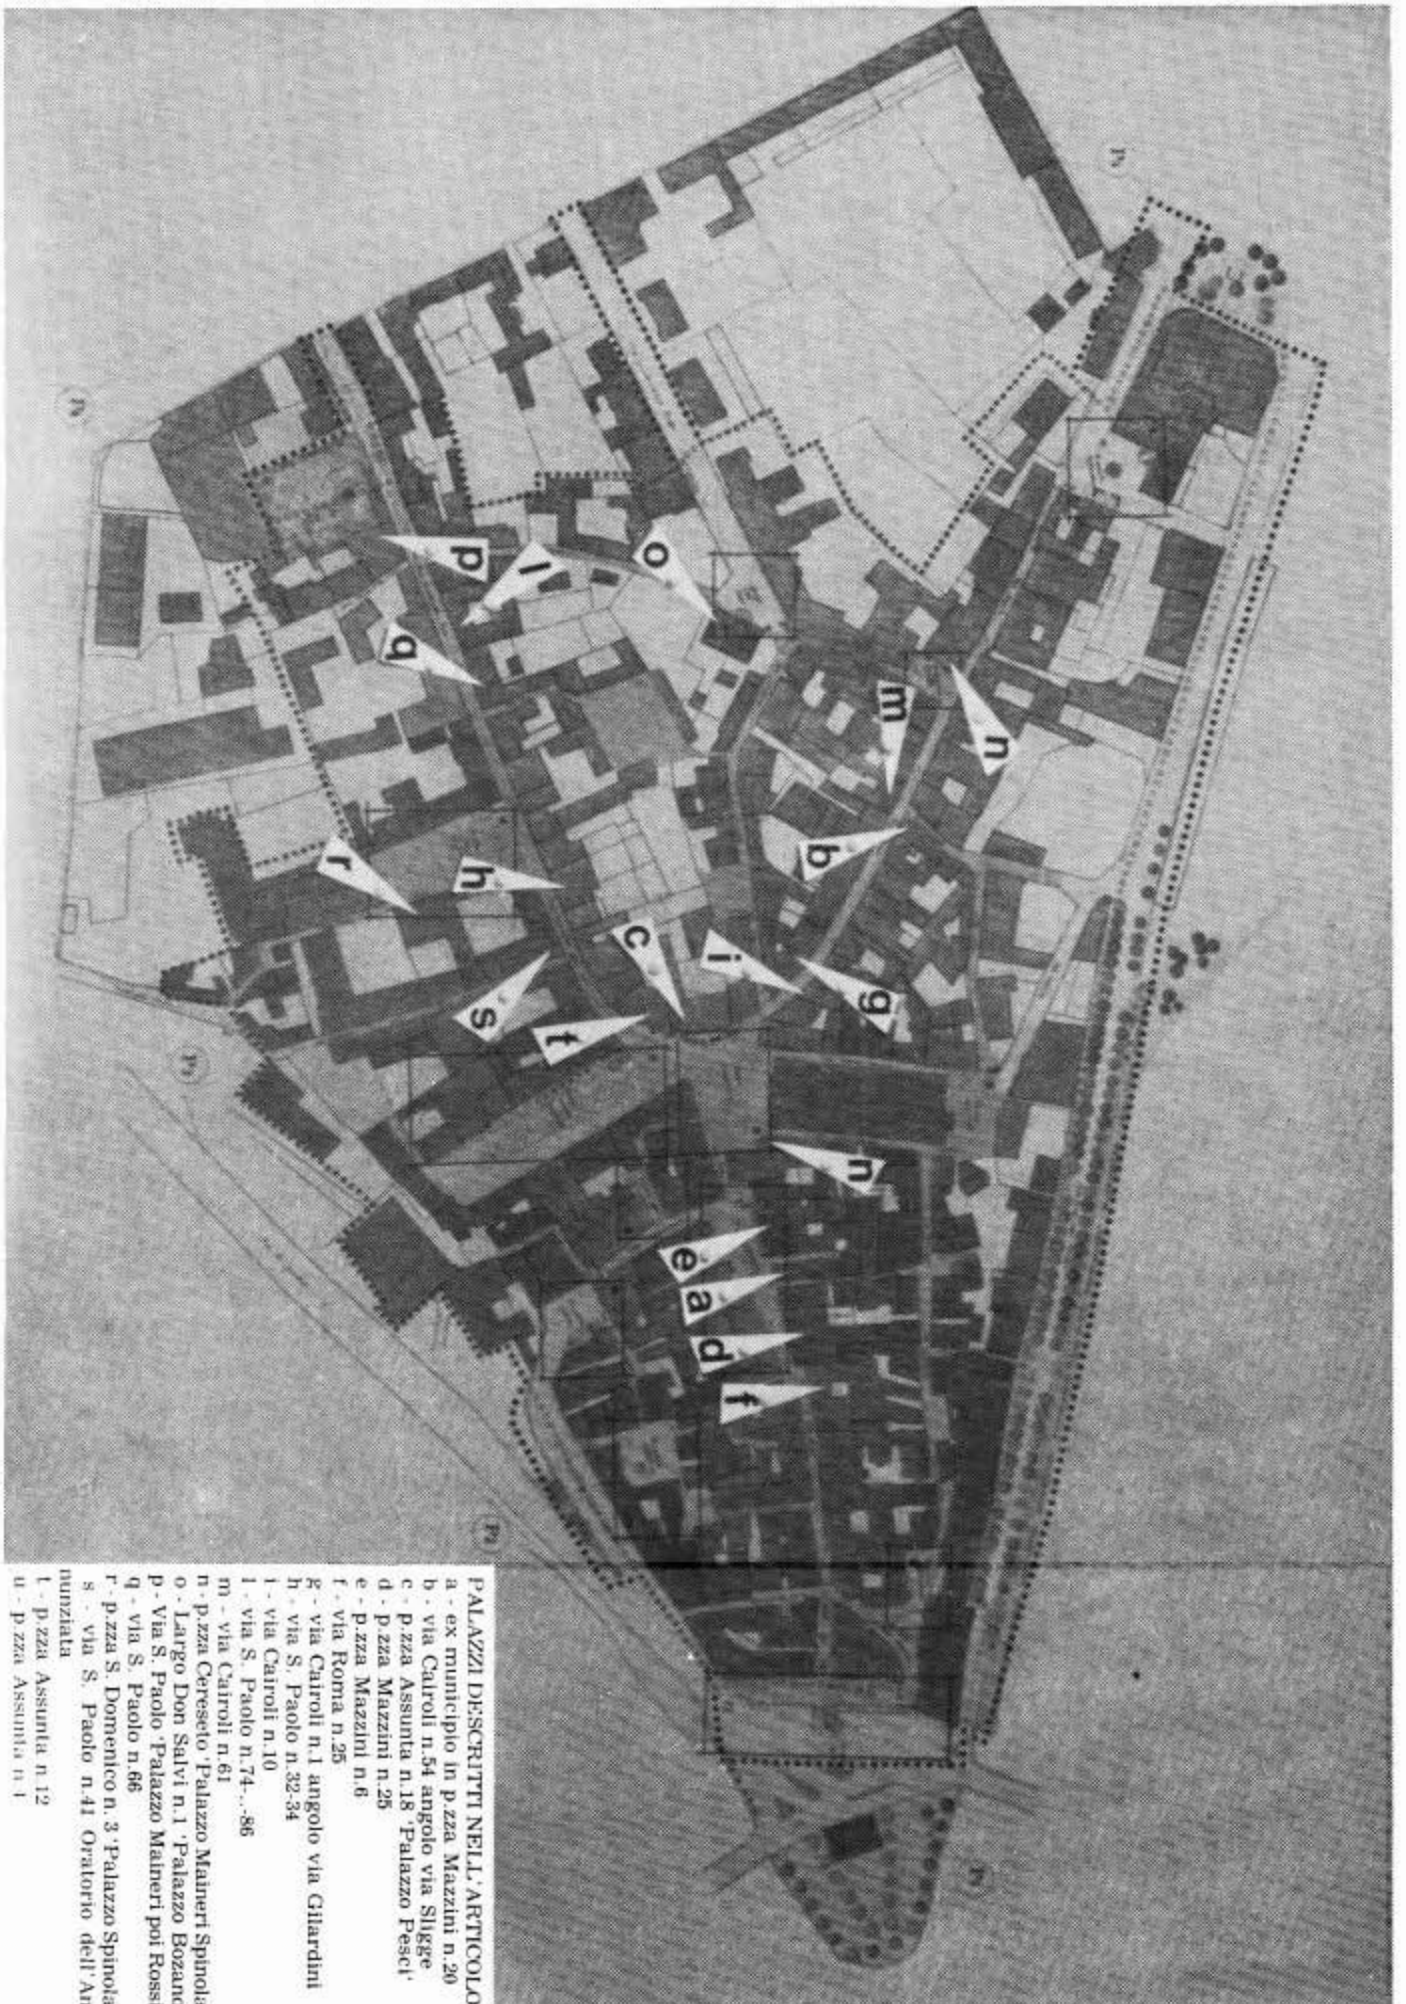 PALAZZI DESCRITTI NELL'ARTICOLO
a - ex municipio in p.zza Mazzini n.20
b - via Cairoli n.54 angolo via Sligge
c - p.zza Assunta n.18 'Palazzo Pesci'
d - p.zza Mazzini n.25
e - p.zza Mazzini n.6
f - via Roma n.25
g - via Cairoli n.1 angolo via Gilardini
h - via S. Paolo n.32-34
i - via Cairoli n.10
l - via S. Paolo n.74-..-86
m - via Cairoli n.61
n - p.zza Cereseto 'Palazzo Maineri Spinola
o - Largo Don Salvi n.1 'Palazzo Bozano
p - Via S. Paolo 'Palazzo Maineri poi Rossi
q - via S. Paolo n.66
r - p.zza S. Domenico n. 3 'Palazzo Spinola
s - via S. Paolo n.41 Oratorio dell'An
nunziata
t - p.zza Assunta n.12
u - p.zza Assunta n 1
p
l
o
q
m
n
b
r
h
c
i
g
s
t
n
e
a
d
f
P2